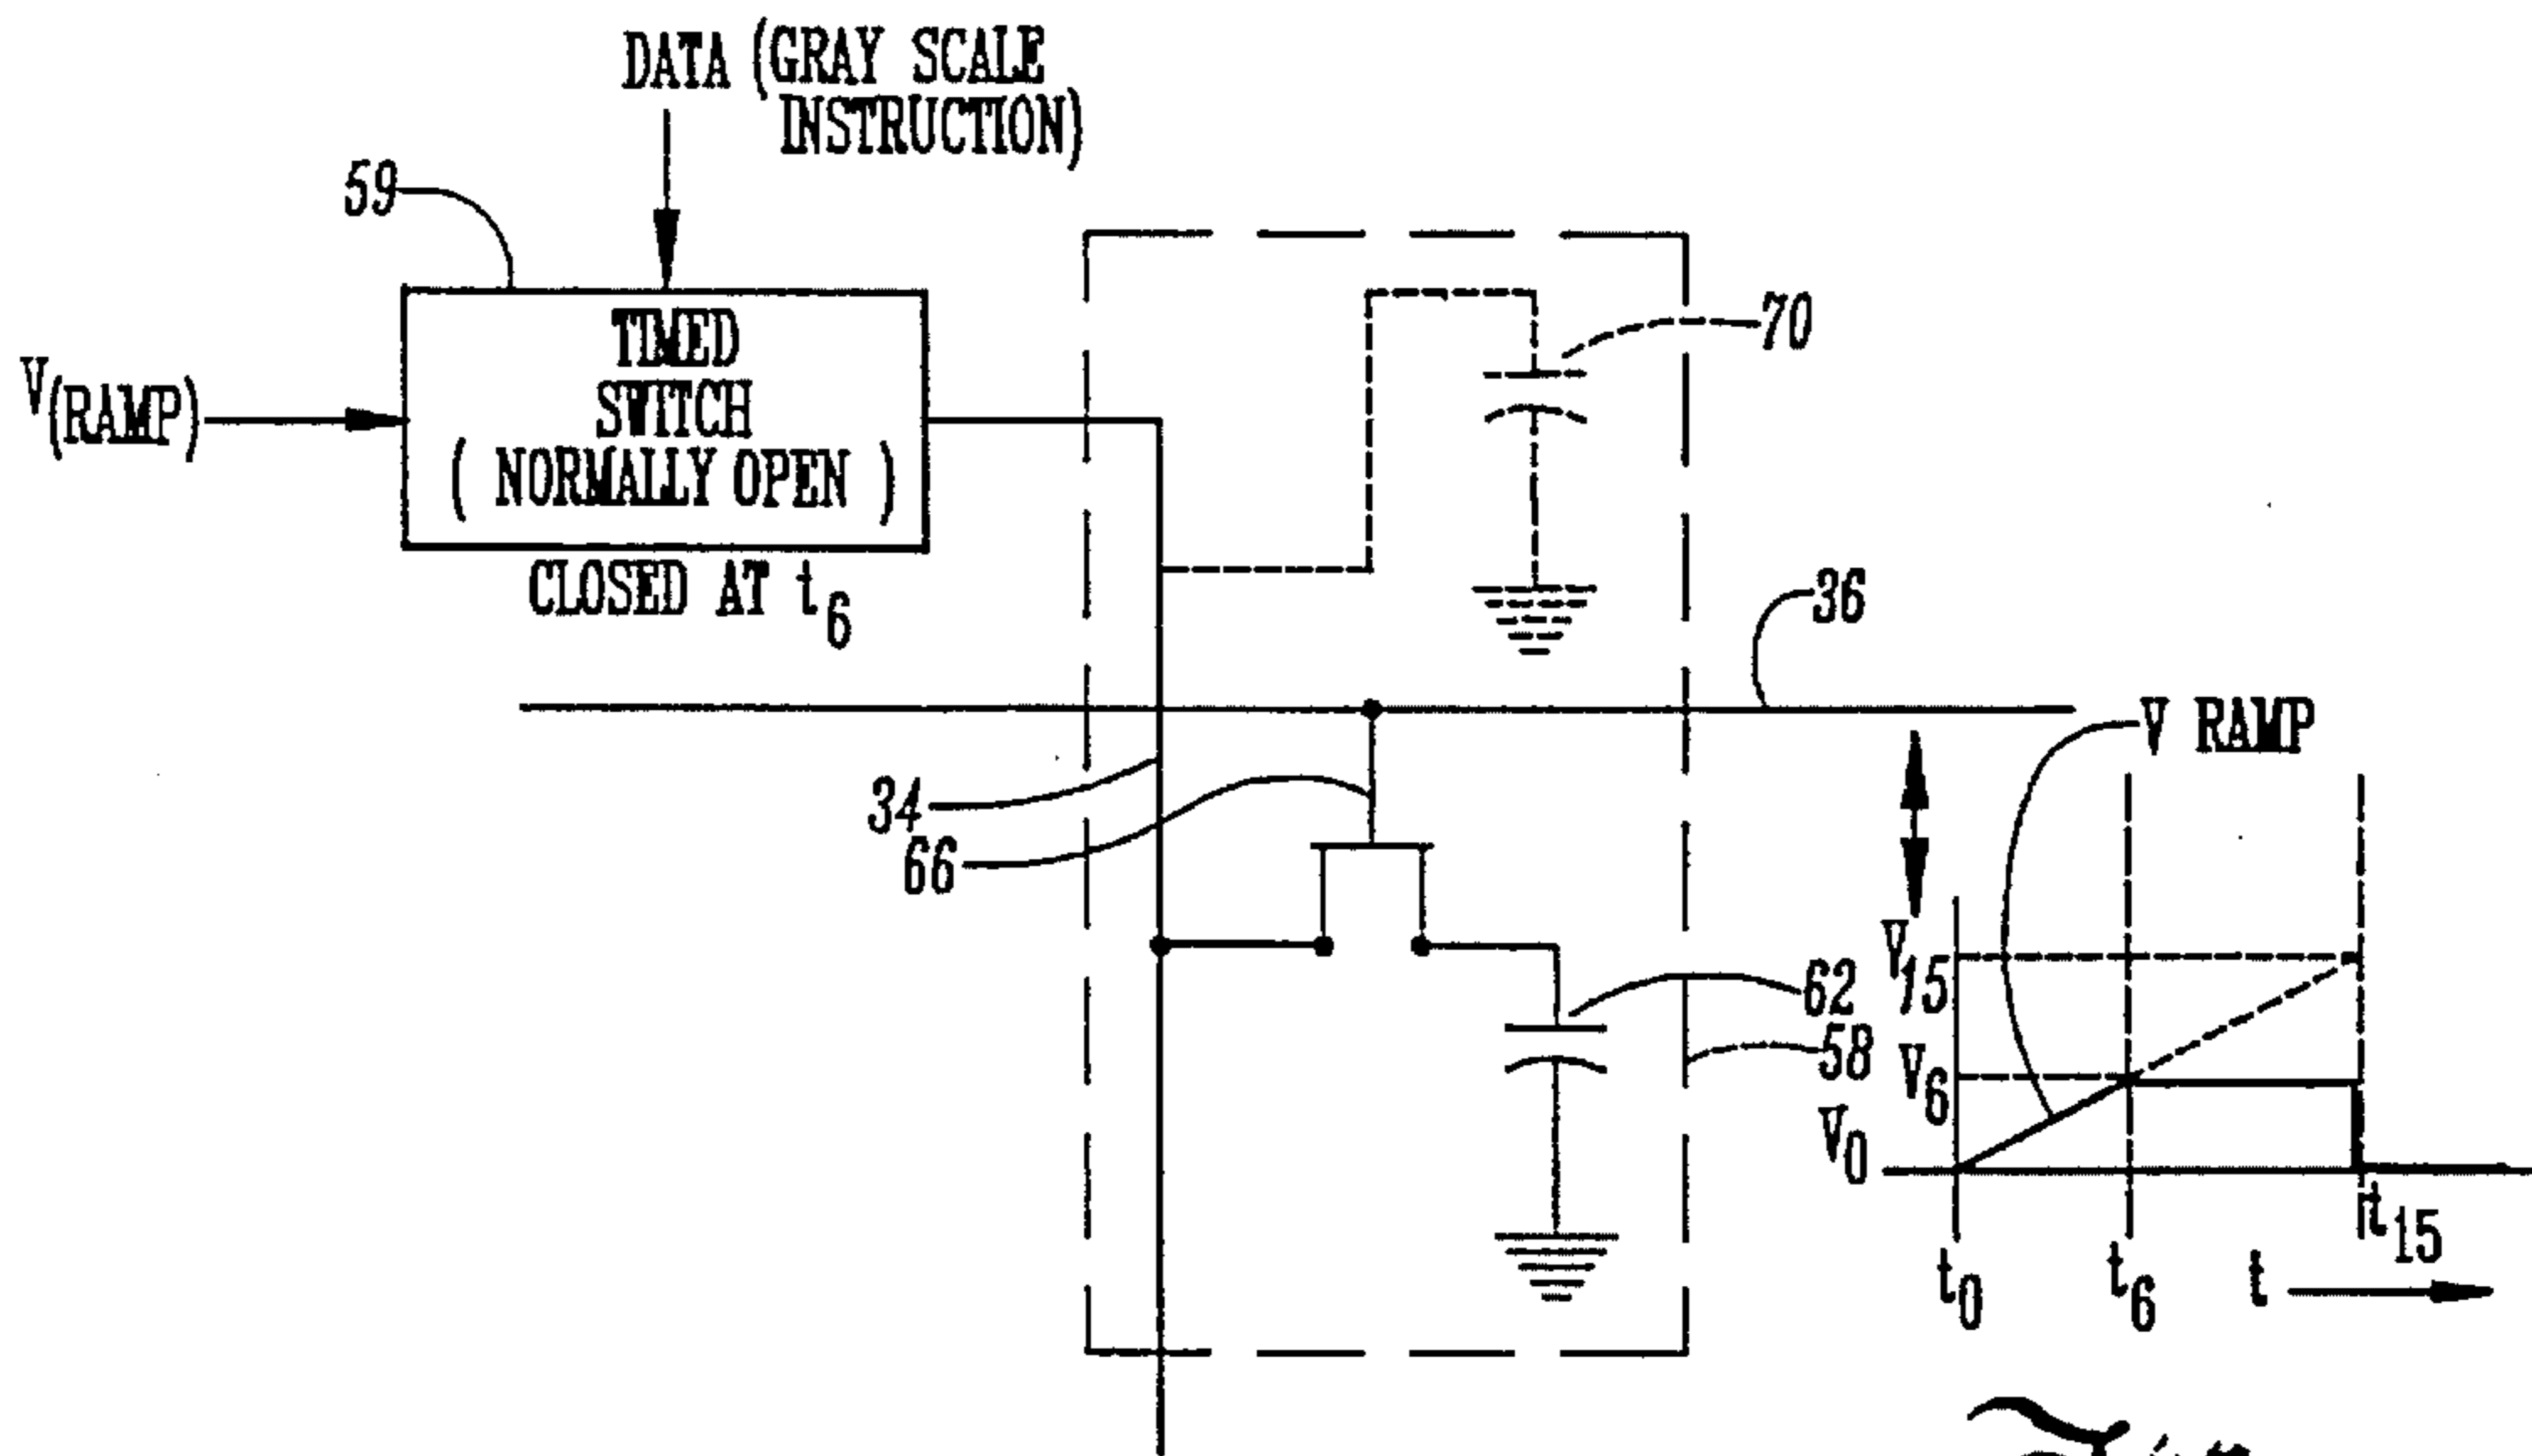 DATA (GRAY SCALE
INSTRUCTION)
59
V(RAMP)
TIMED
SWITCH
( NORMALLY OPEN )
CLOSED AT t6
70
36
V RAMP
34
66
62
58
V15
V6
V0
t0
t6
t
t15